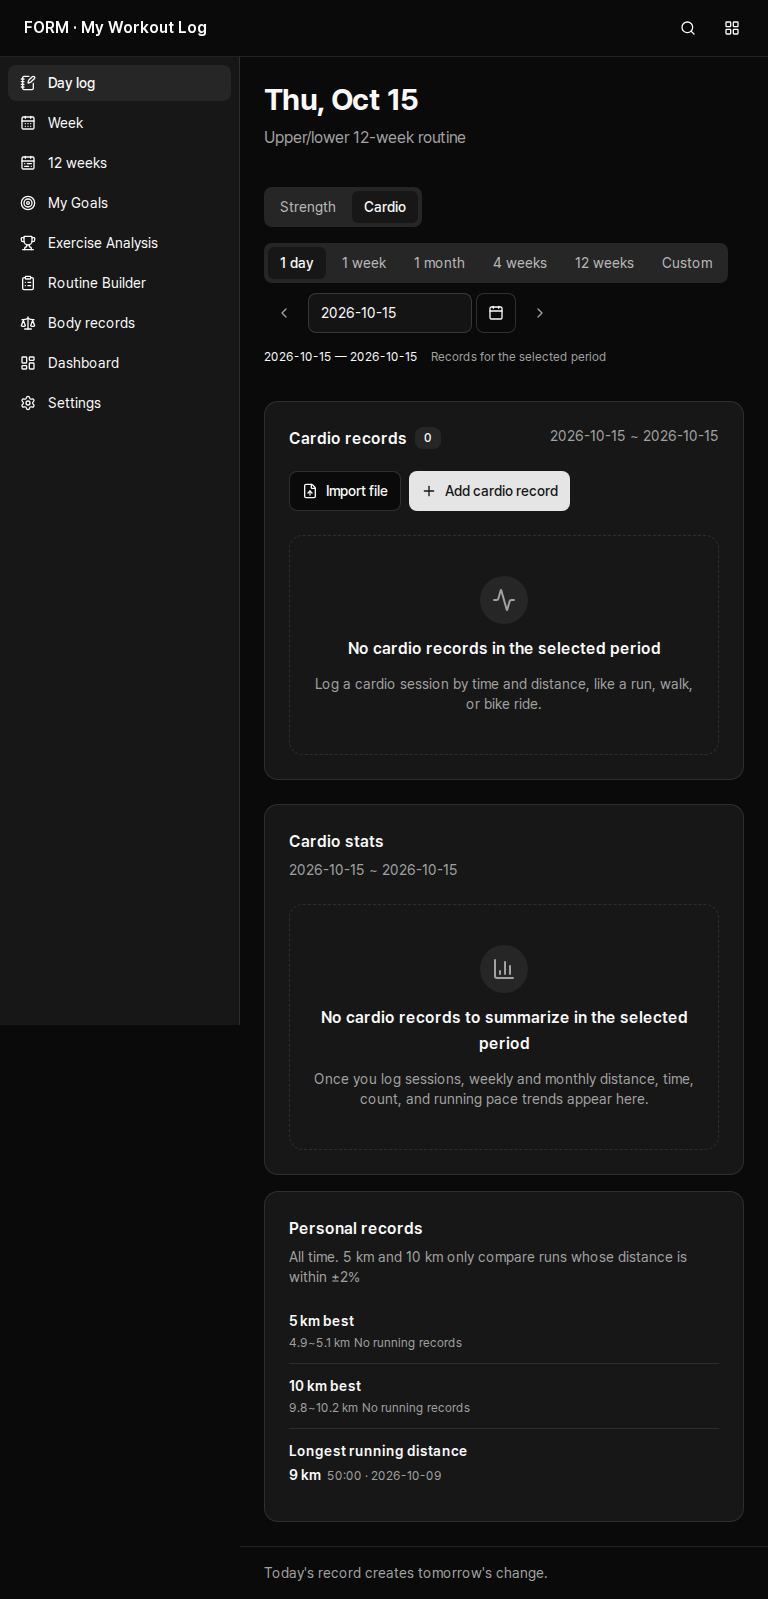 FORM · My Workout Log
Day log
Week
12 weeks
My Goals
Exercise Analysis
Routine Builder
Body records
Dashboard
Settings
Thu, Oct 15
Upper/lower 12-week routine
Strength Cardio
1 day 1 week 1 month 4 weeks 12 weeks Custom
2026-10-15
2026-10-15 — 2026-10-15 Records for the selected period
Cardio records 0 2026-10-15 ~ 2026-10-15
Import file Add cardio record
No cardio records in the selected period
Log a cardio session by time and distance, like a run, walk,
or bike ride.
Cardio stats
2026-10-15 ~ 2026-10-15
No cardio records to summarize in the selected
period
Once you log sessions, weekly and monthly distance, time,
count, and running pace trends appear here.
Personal records
All time. 5 km and 10 km only compare runs whose distance is
within ±2%
5 km best
4.9~5.1 km No running records
10 km best
9.8~10.2 km No running records
Longest running distance
9 km 50:00 · 2026-10-09
Today's record creates tomorrow's change.